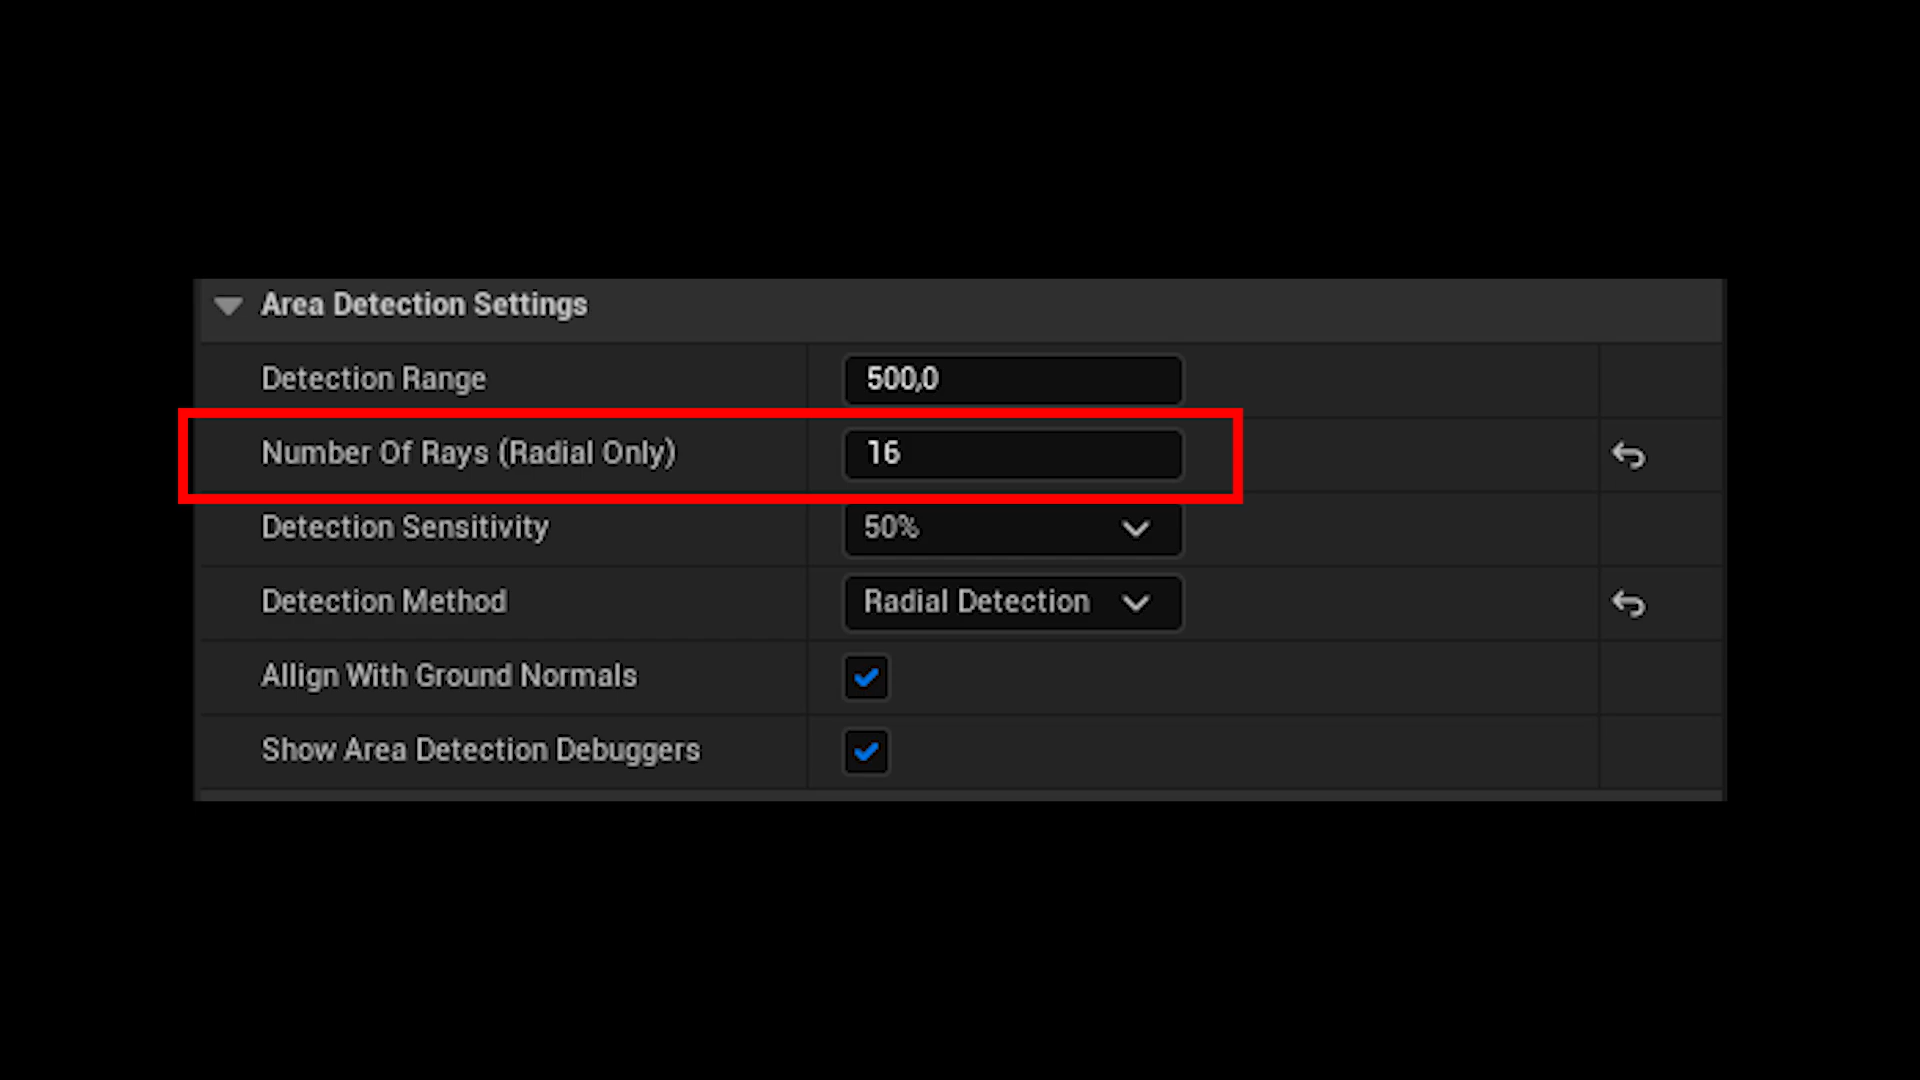 Area Detection Settings
Detection Range 500,0
Number Of Rays (Radial Only) 16
Detection Sensitivity 50%
Detection Method Radial Detection
Allign With Ground Normals
Show Area Detection Debuggers